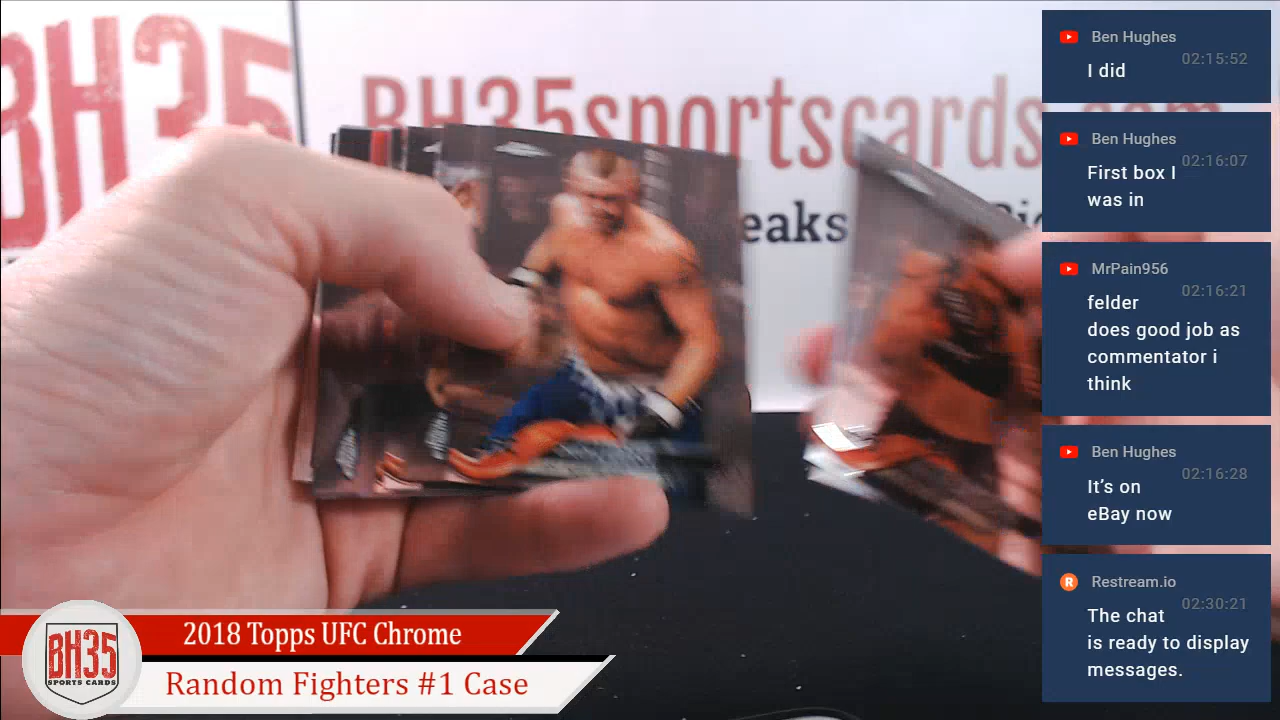 BH35
BH35sportscards.com
eaks
Ben Hughes
02:15:52
I did
Ben Hughes
02:16:07
First box I
was in
MrPain956
02:16:21
felder
does good job as
commentator i
think
Ben Hughes
02:16:28
It's on
eBay now
Restream.io
02:30:21
The chat
is ready to display
messages.
BH35
SPORTS CARDS
2018 Topps UFC Chrome
Random Fighters #1 Case